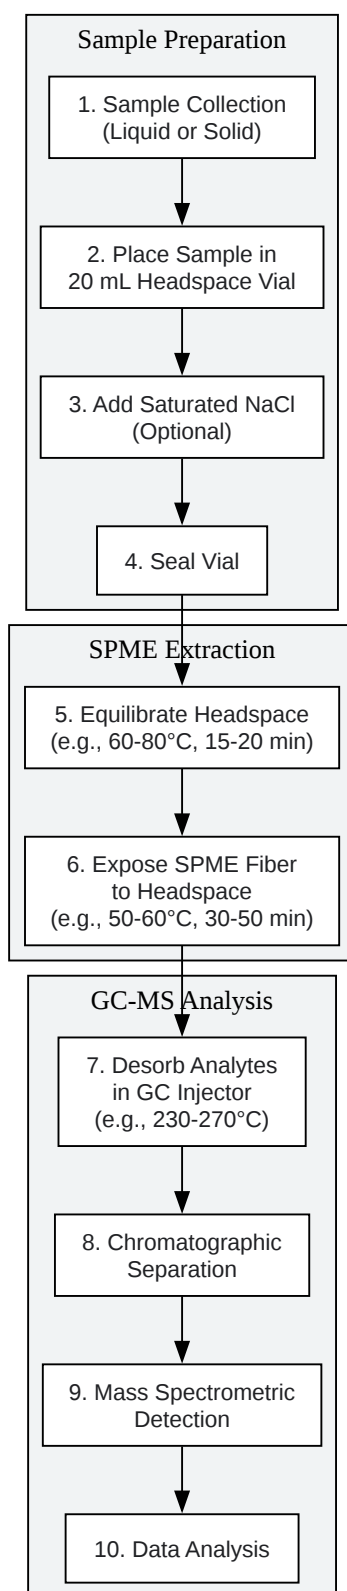 Sample Preparation
1. Sample Collection
(Liquid or Solid)
2. Place Sample in
20 mL Headspace Vial
3. Add Saturated NaCl
(Optional)
4. Seal Vial
SPME Extraction
5. Equilibrate Headspace
(e.g., 60-80°C, 15-20 min)
6. Expose SPME Fiber
to Headspace
(e.g., 50-60°C, 30-50 min)
GC-MS Analysis
7. Desorb Analytes
in GC Injector
(e.g., 230-270°C)
8. Chromatographic
Separation
9. Mass Spectrometric
Detection
10. Data Analysis